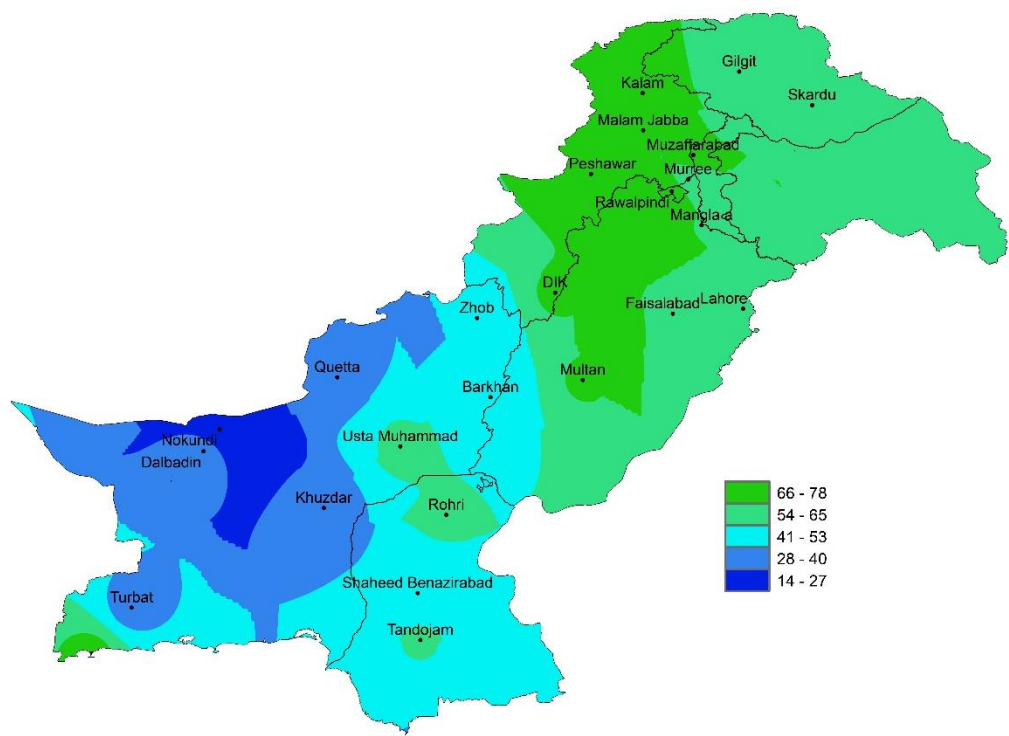 Gilgit
Kalam
Skardu
Malam Jabba
Muzaffarabad
Peshawar
Murree
Rawalpindi
Mangla a
DIK
Faisalabad
Lahore
Zhob
Quetta
Multan
Barkhan
Usta Muhammad
Nokundi
Dalbadin
Khuzdar
Rohri
Shaheed Benazirabad
Turbat
Tandojam
66 - 78
54 - 65
41 - 53
28 - 40
14 - 27